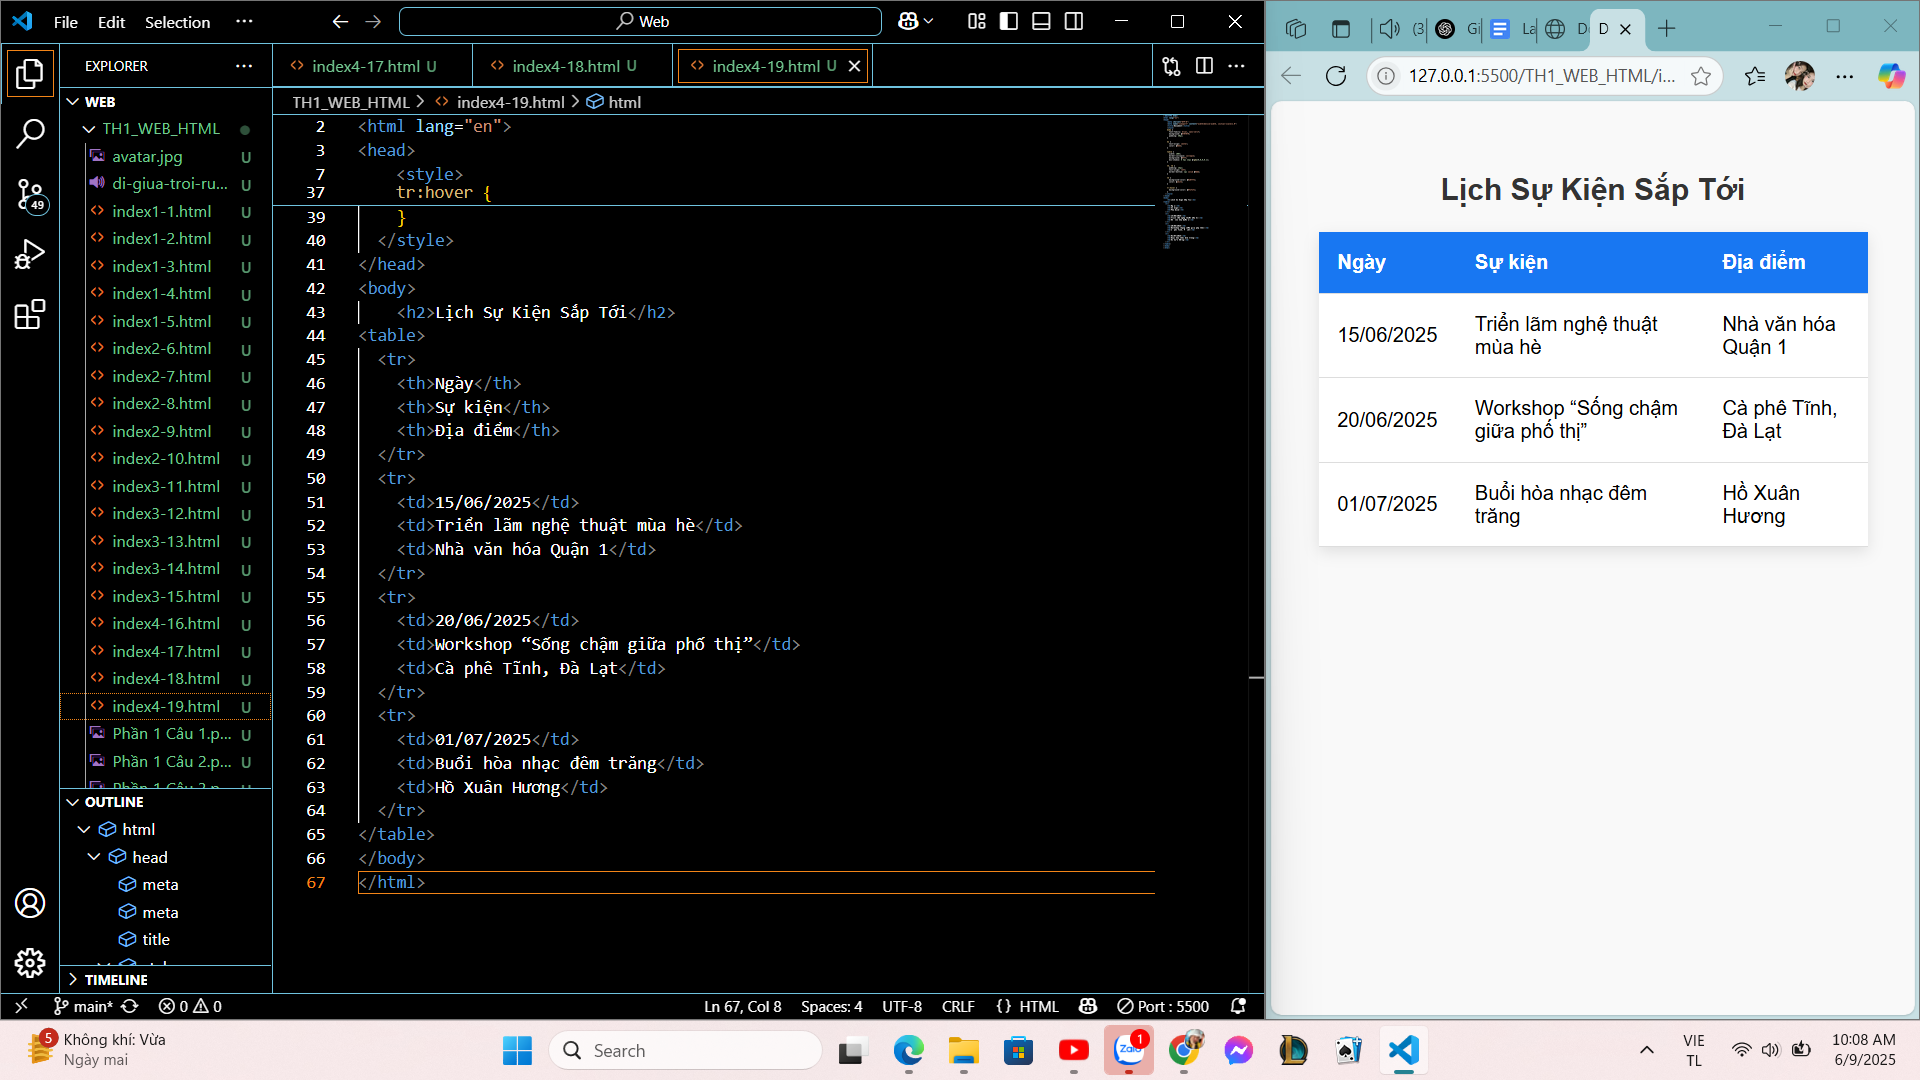 File Edit Selection ···
Web
EXPLORER ···
index4-17.html U
index4-18.html U
index4-19.html U
WEB
TH1_WEB_HTML
avatar.jpg U
di-giua-troi-ru... U
index1-1.html U
index1-2.html U
index1-3.html U
index1-4.html U
index1-5.html U
index2-6.html U
index2-7.html U
index2-8.html U
index2-9.html U
index2-10.html U
index3-11.html U
index3-12.html U
index3-13.html U
index3-14.html U
index3-15.html U
index4-16.html U
index4-17.html U
index4-18.html U
index4-19.html U
Phần 1 Câu 1.p... U
Phần 1 Câu 2.p... U
49
OUTLINE
html
head
meta
meta
title
TIMELINE
TH1_WEB_HTML > index4-19.html > html
2 <html lang="en">
3 <head>
7 <style>
37 tr:hover {
39 }
40 </style>
41 </head>
42 <body>
43 <h2>Lịch Sự Kiện Sắp Tới</h2>
44 <table>
45 <tr>
46 <th>Ngày</th>
47 <th>Sự kiện</th>
48 <th>Địa điểm</th>
49 </tr>
50 <tr>
51 <td>15/06/2025</td>
52 <td>Triển lãm nghệ thuật mùa hè</td>
53 <td>Nhà văn hóa Quận 1</td>
54 </tr>
55 <tr>
56 <td>20/06/2025</td>
57 <td>Workshop “Sống chậm giữa phố thị”</td>
58 <td>Cà phê Tĩnh, Đà Lạt</td>
59 </tr>
60 <tr>
61 <td>01/07/2025</td>
62 <td>Buổi hòa nhạc đêm trăng</td>
63 <td>Hồ Xuân Hương</td>
64 </tr>
65 </table>
66 </body>
67 </html>
main* 0 0
Ln 67, Col 8 Spaces: 4 UTF-8 CRLF {} HTML Port : 5500
(3 Gi La D D
127.0.0.1:5500/TH1_WEB_HTML/i...
Lịch Sự Kiện Sắp Tới
Ngày Sự kiện Địa điểm
15/06/2025 Triển lãm nghệ thuật mùa hè Nhà văn hóa Quận 1
20/06/2025 Workshop “Sống chậm giữa phố thị” Cà phê Tĩnh, Đà Lạt
01/07/2025 Buổi hòa nhạc đêm trăng Hồ Xuân Hương
5
Không khí: Vừa
Ngày mai
Search
Zalo
1
VIE
TL
10:08 AM
6/9/2025